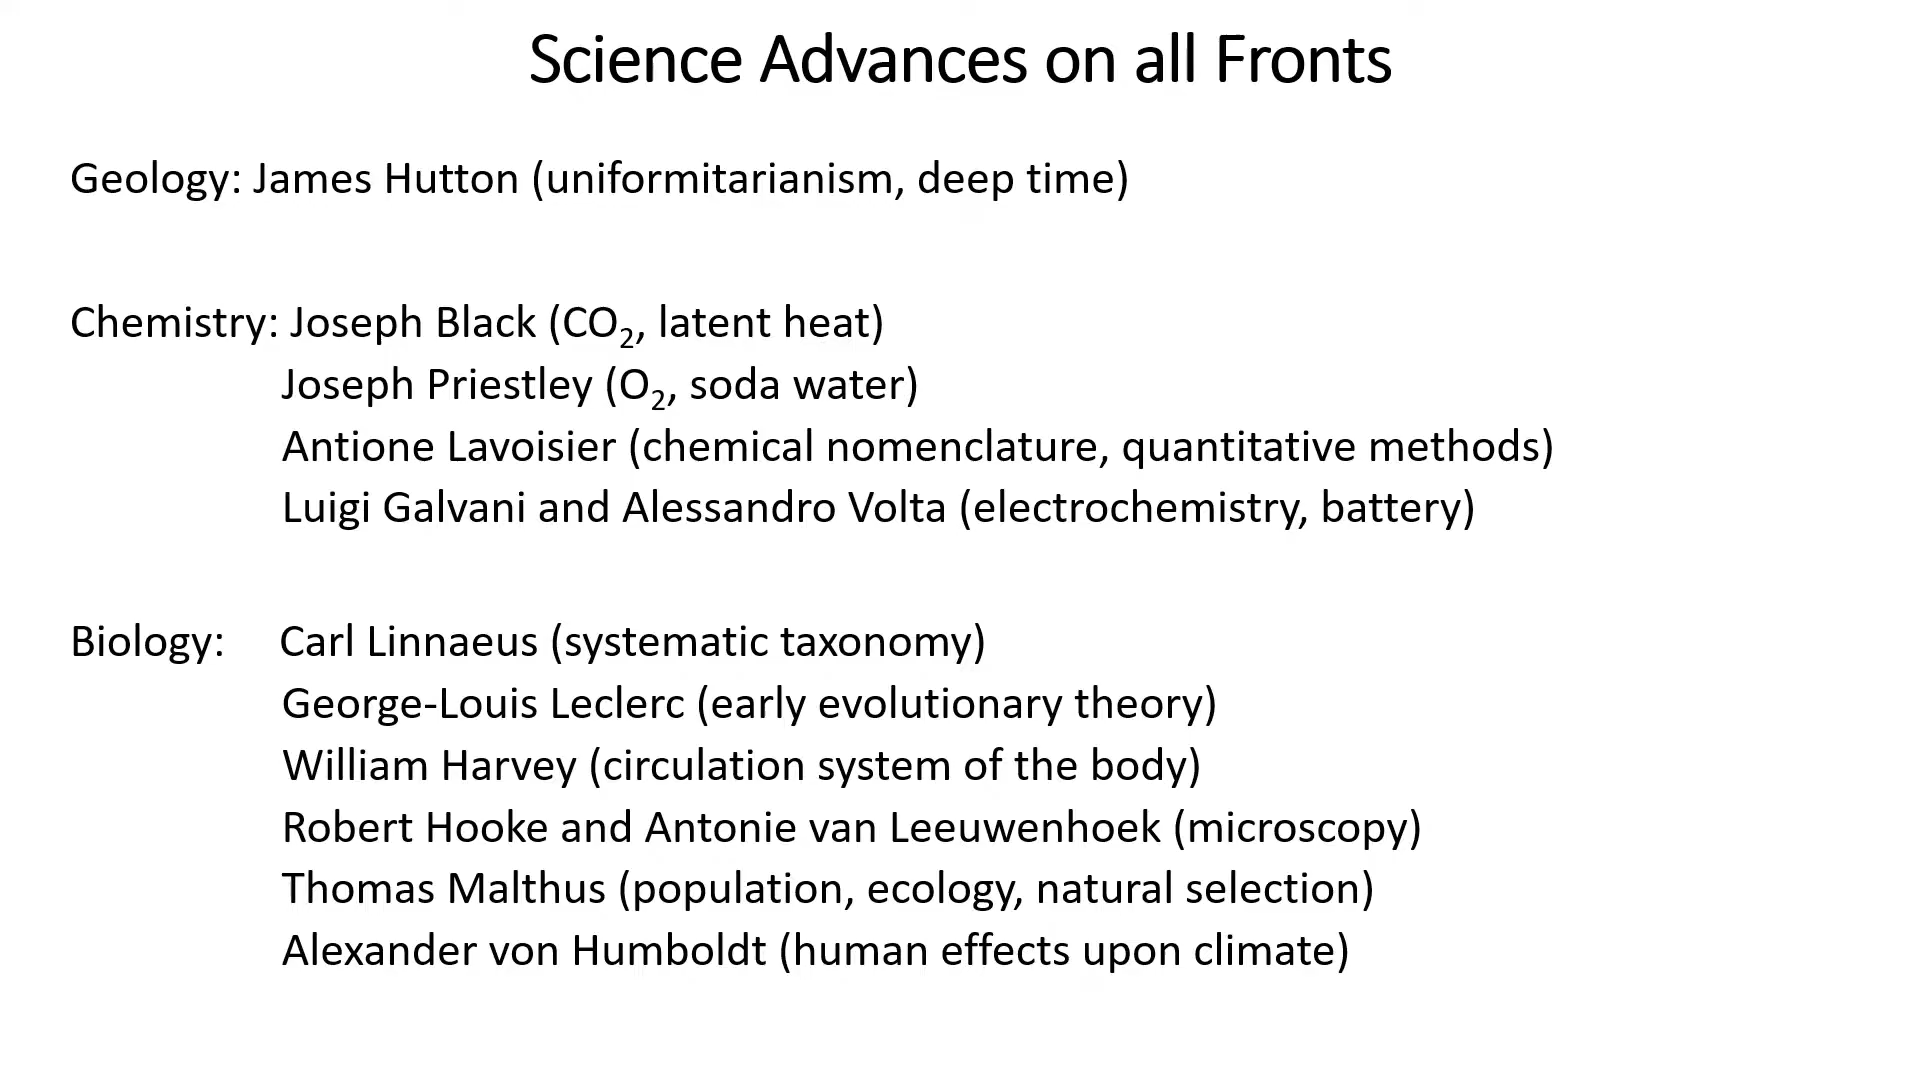 Science Advances on all Fronts
Geology: James Hutton (uniformitarianism, deep time)
Chemistry: Joseph Black (CO₂, latent heat)
Joseph Priestley (O₂, soda water)
Antione Lavoisier (chemical nomenclature, quantitative methods)
Luigi Galvani and Alessandro Volta (electrochemistry, battery)
Biology: Carl Linnaeus (systematic taxonomy)
George-Louis Leclerc (early evolutionary theory)
William Harvey (circulation system of the body)
Robert Hooke and Antonie van Leeuwenhoek (microscopy)
Thomas Malthus (population, ecology, natural selection)
Alexander von Humboldt (human effects upon climate)